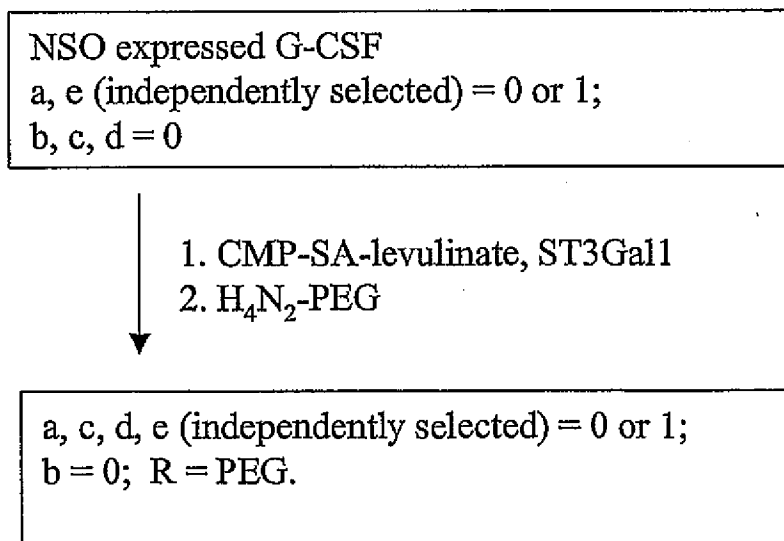 NSO expressed G-CSF
a, e (independently selected) = 0 or 1;
b, c, d = 0
1. CMP-SA-levulinate, ST3Gal1
2. H₄N₂-PEG
a, c, d, e (independently selected) = 0 or 1;
b = 0; R = PEG.